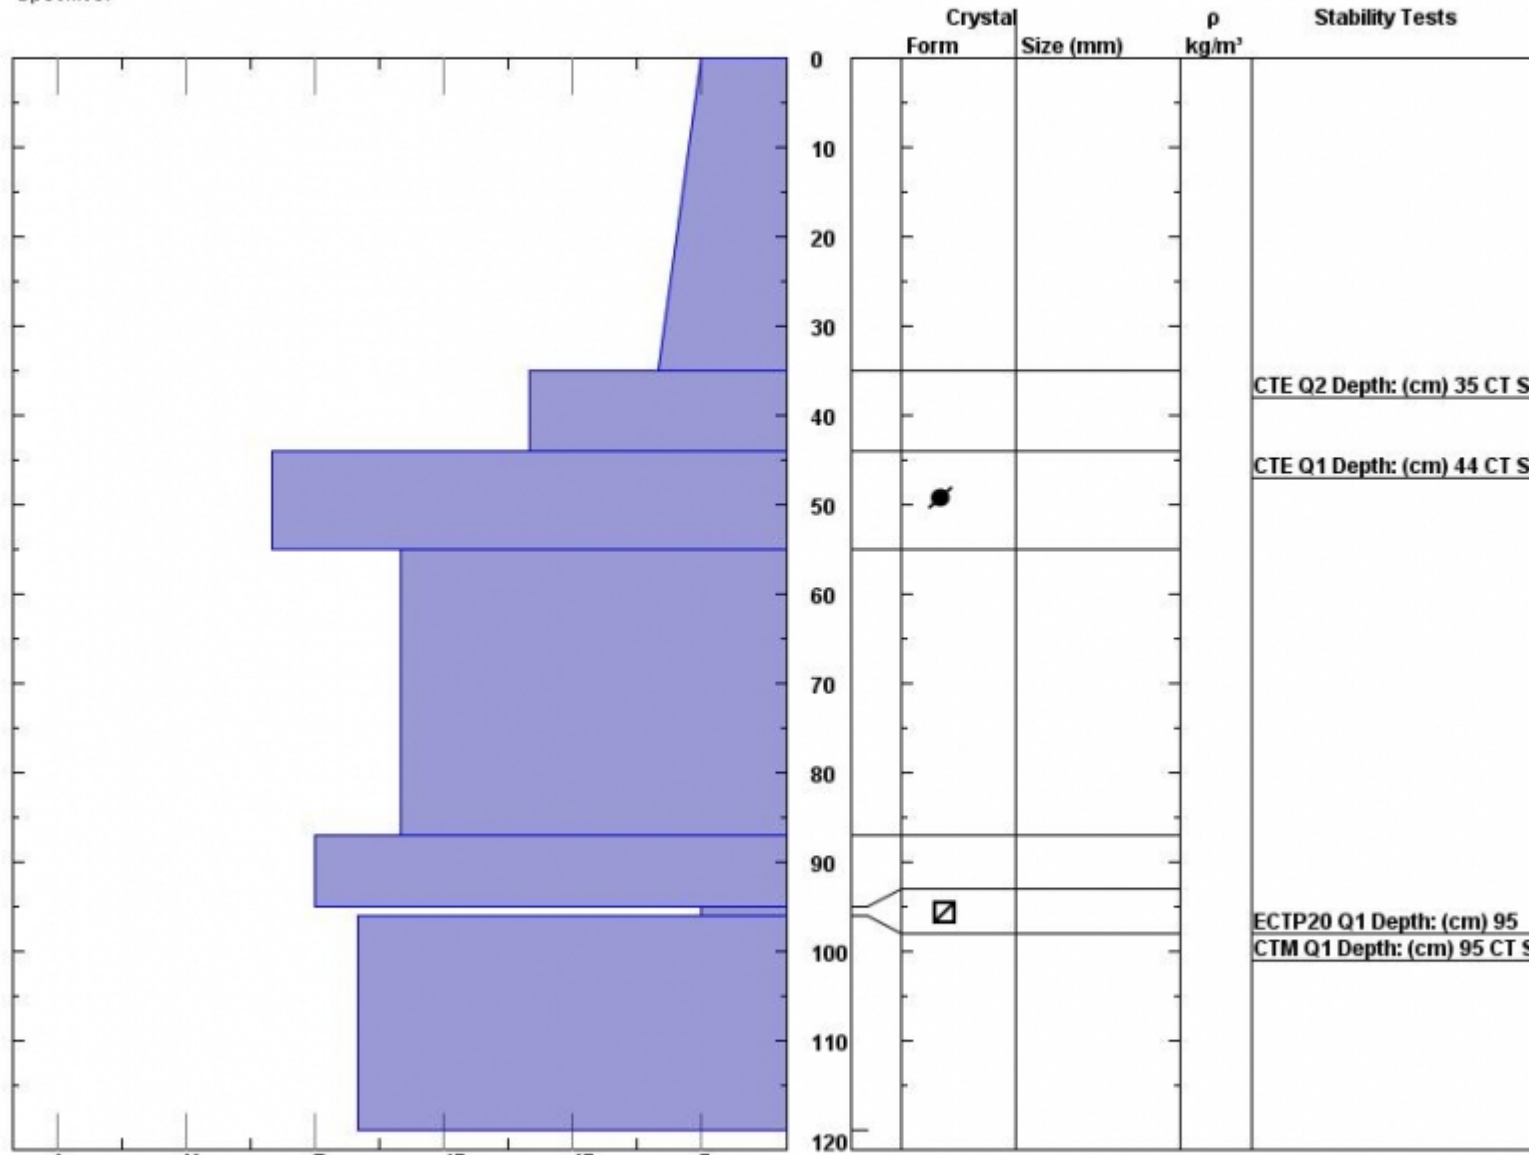 Crystal ρ Stability Tests
Form Size (mm) kg/m³
0
10
20
30
CTE Q2 Depth: (cm) 35 CT S
40
CTE Q1 Depth: (cm) 44 CT S
50
60
70
80
90
ECTP20 Q1 Depth: (cm) 95
100 CTM Q1 Depth: (cm) 95 CT S
110
120